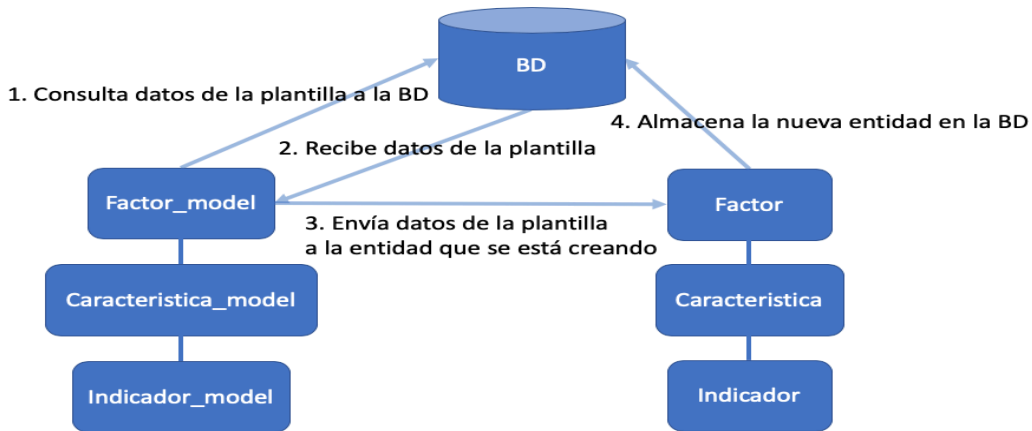 BD
1. Consulta datos de la plantilla a la BD
4. Almacena la nueva entidad en la BD
2. Recibe datos de la plantilla
Factor_model
Factor
3. Envía datos de la plantilla
a la entidad que se está creando
Caracteristica_model
Caracteristica
Indicador_model
Indicador